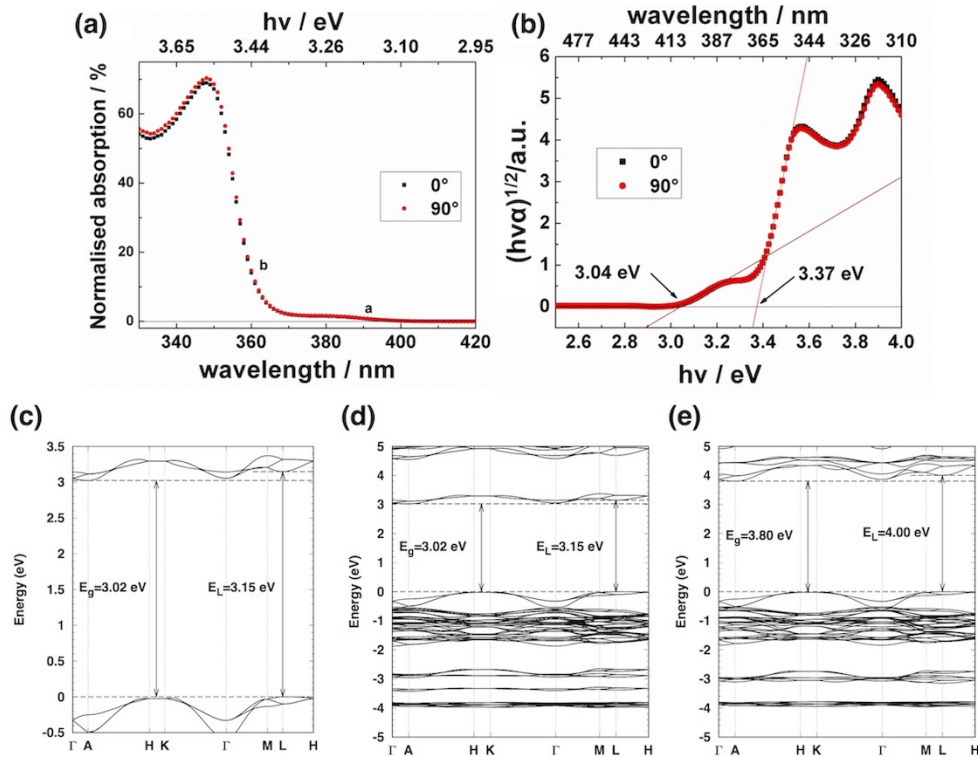 (a)
hν / eV
3.65 3.44 3.26 3.10 2.95
Normalised absorption / %
60
40
20
0
0°
90°
b
a
340 360 380 400 420
wavelength / nm
(b)
wavelength / nm
477 443 413 387 365 344 326 310
(hνα)^1/2/a.u.
6
5
4
3
2
1
0
0°
90°
3.04 eV
3.37 eV
2.6 2.8 3.0 3.2 3.4 3.6 3.8 4.0
hν / eV
(c)
Energy (eV)
3.5
3
2.5
2
1.5
1
0.5
0
-0.5
Eg=3.02 eV
EL=3.15 eV
Γ A H K Γ M L H
(d)
Energy (eV)
5
4
3
2
1
0
-1
-2
-3
-4
-5
Eg=3.02 eV
EL=3.15 eV
Γ A H K Γ M L H
(e)
Energy (eV)
5
4
3
2
1
0
-1
-2
-3
-4
-5
Eg=3.80 eV
EL=4.00 eV
Γ A H K Γ M L H